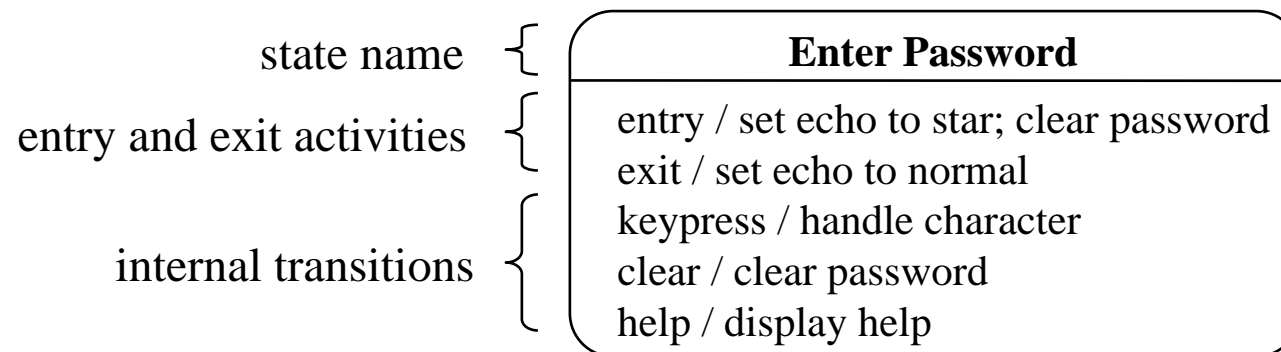 state name
Enter Password
entry and exit activities
entry / set echo to star; clear password
exit / set echo to normal
internal transitions
keypress / handle character
clear / clear password
help / display help